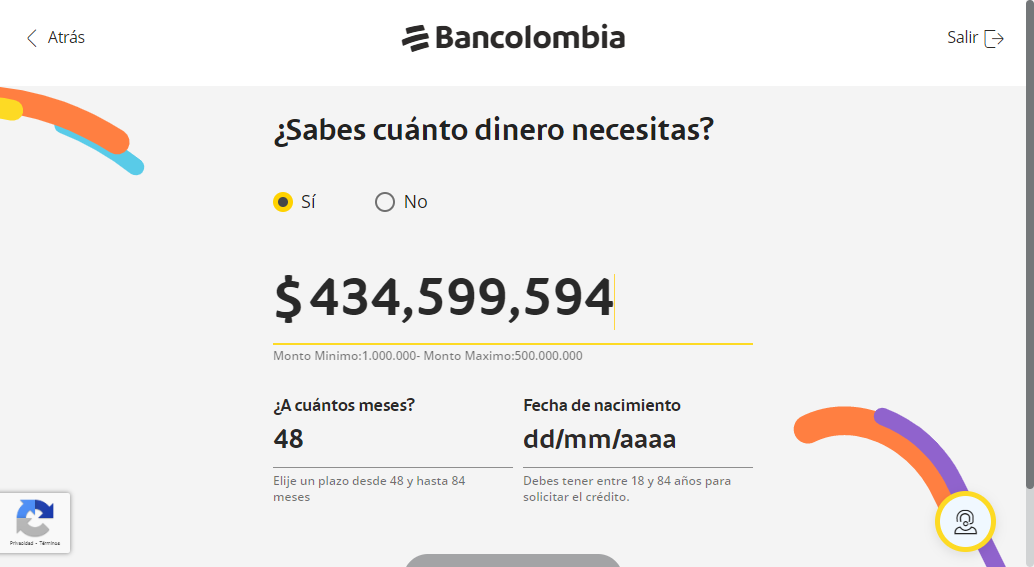 Atrás
Bancolombia
Salir
¿Sabes cuánto dinero necesitas?
Sí
No
$ 434,599,594
Monto Minimo:1.000.000- Monto Maximo:500.000.000
¿A cuántos meses?
48
Elije un plazo desde 48 y hasta 84
meses
Fecha de nacimiento
dd/mm/aaaa
Debes tener entre 18 y 84 años para
solicitar el crédito.
Privacidad - Términos